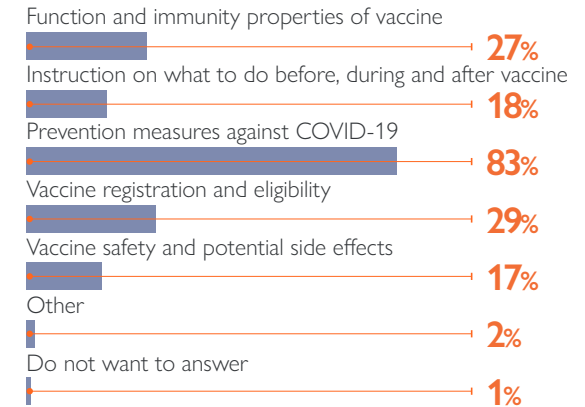 Function and immunity properties of vaccine
27%
Instruction on what to do before, during and after vaccine
18%
Prevention measures against COVID-19
83%
Vaccine registration and eligibility
29%
Vaccine safety and potential side effects
17%
Other
2%
Do not want to answer
1%